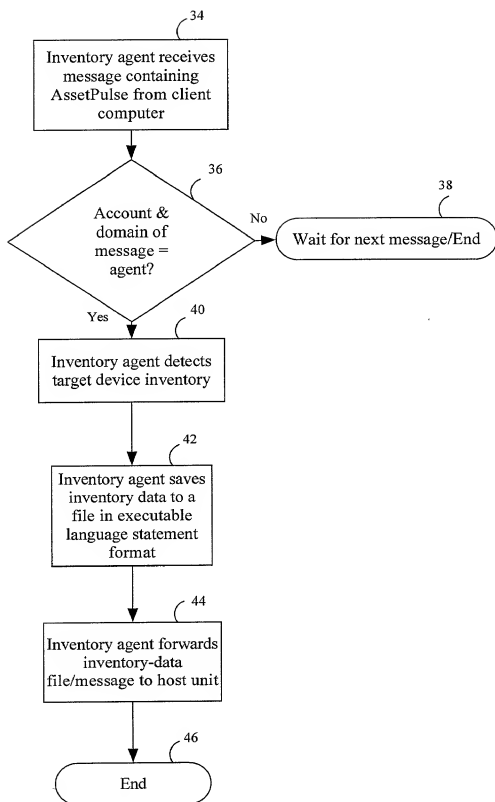 34
Inventory agent receives
message containing
AssetPulse from client
computer
36
Account &
domain of
message =
agent?
No
38
Wait for next message/End
Yes
40
Inventory agent detects
target device inventory
42
Inventory agent saves
inventory data to a
file in executable
language statement
format
44
Inventory agent forwards
inventory-data
file/message to host unit
46
End